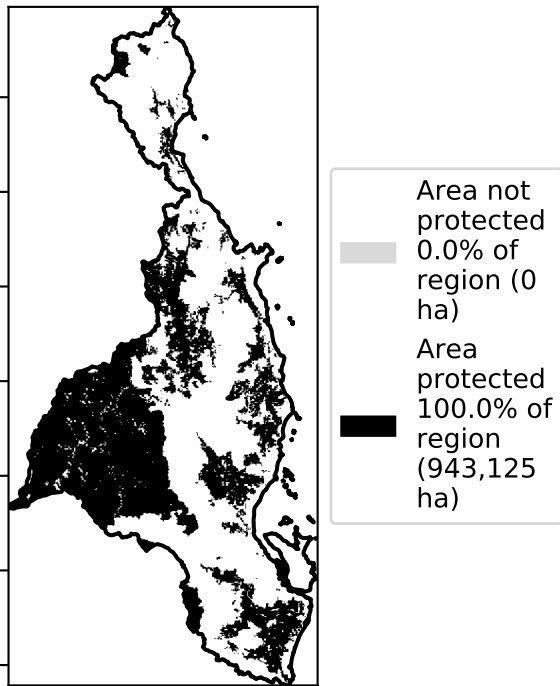 Area not
protected
0.0% of
region (0
ha)
Area
protected
100.0% of
region
(943,125
ha)